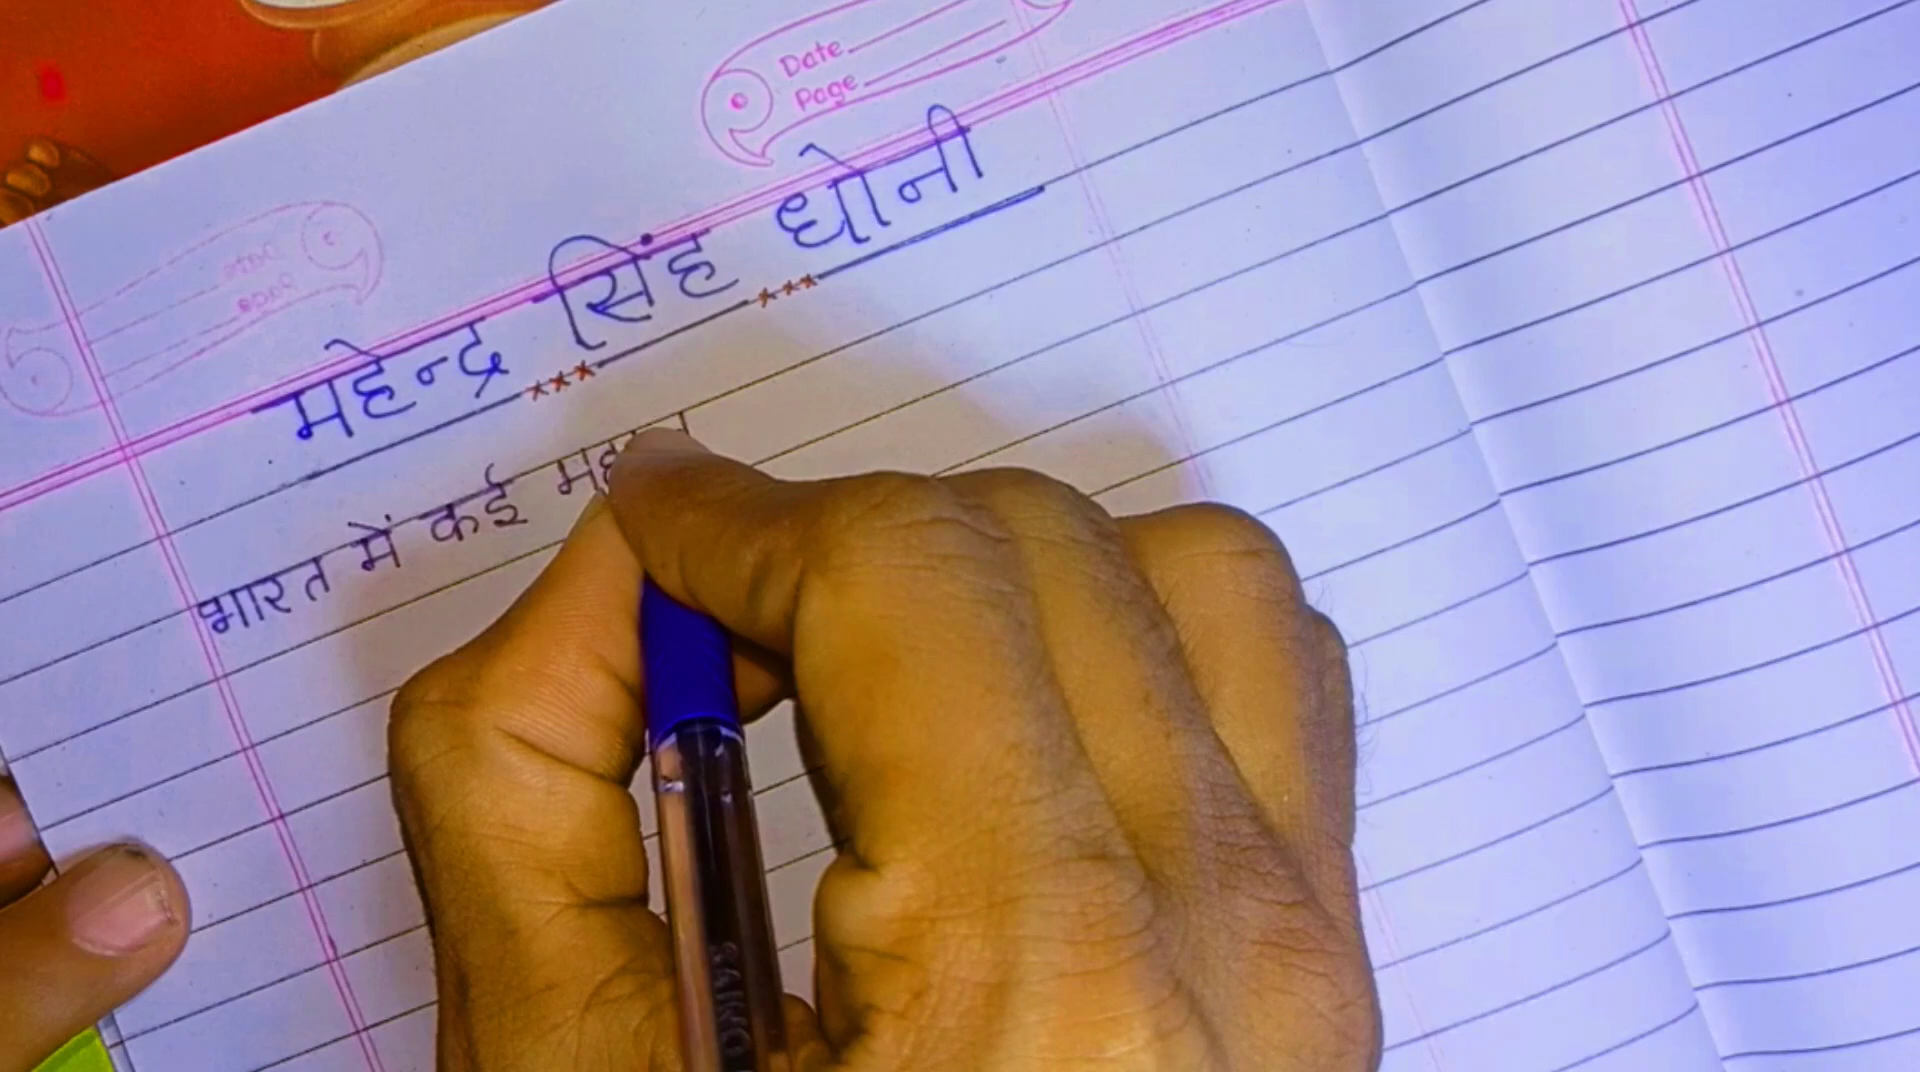 Date
Page
महेन्द्र सिंह धोनी
भारत में कई